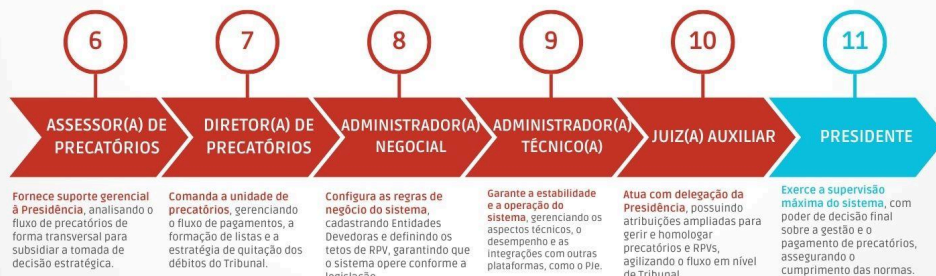 6
7
8
9
10
11
ASSESSOR(A) DE
PRECATÓRIOS
DIRETOR(A) DE
PRECATÓRIOS
ADMINISTRADOR(A)
NEGOCIAL
ADMINISTRADOR(A)
TÉCNICO(A)
JUIZ(A) AUXILIAR
PRESIDENTE
Fornece suporte gerencial
à Presidência, analisando o
fluxo de precatórios de
forma transversal para
subsidiar a tomada de
decisão estratégica.
Comanda a unidade de
precatórios, gerenciando
o fluxo de pagamentos, a
formação de listas e a
estratégia de quitação dos
débitos do Tribunal.
Configura as regras de
negócio do sistema,
cadastrando Entidades
Devedoras e definindo os
tetos de RPV, garantindo que
o sistema opere conforme a
legislação.
Garante a estabilidade
e a operação do
sistema, gerenciando os
aspectos técnicos, o
desempenho e as
integrações com outras
plataformas, como o PJe.
Atua com delegação da
Presidência, possuindo
atribuições ampliadas para
gerir e homologar
precatórios e RPVs,
agilizando o fluxo em nível
de Tribunal.
Exerce a supervisão
máxima do sistema, com
poder de decisão final
sobre a gestão e o
pagamento de precatórios,
assegurando o
cumprimento das normas.